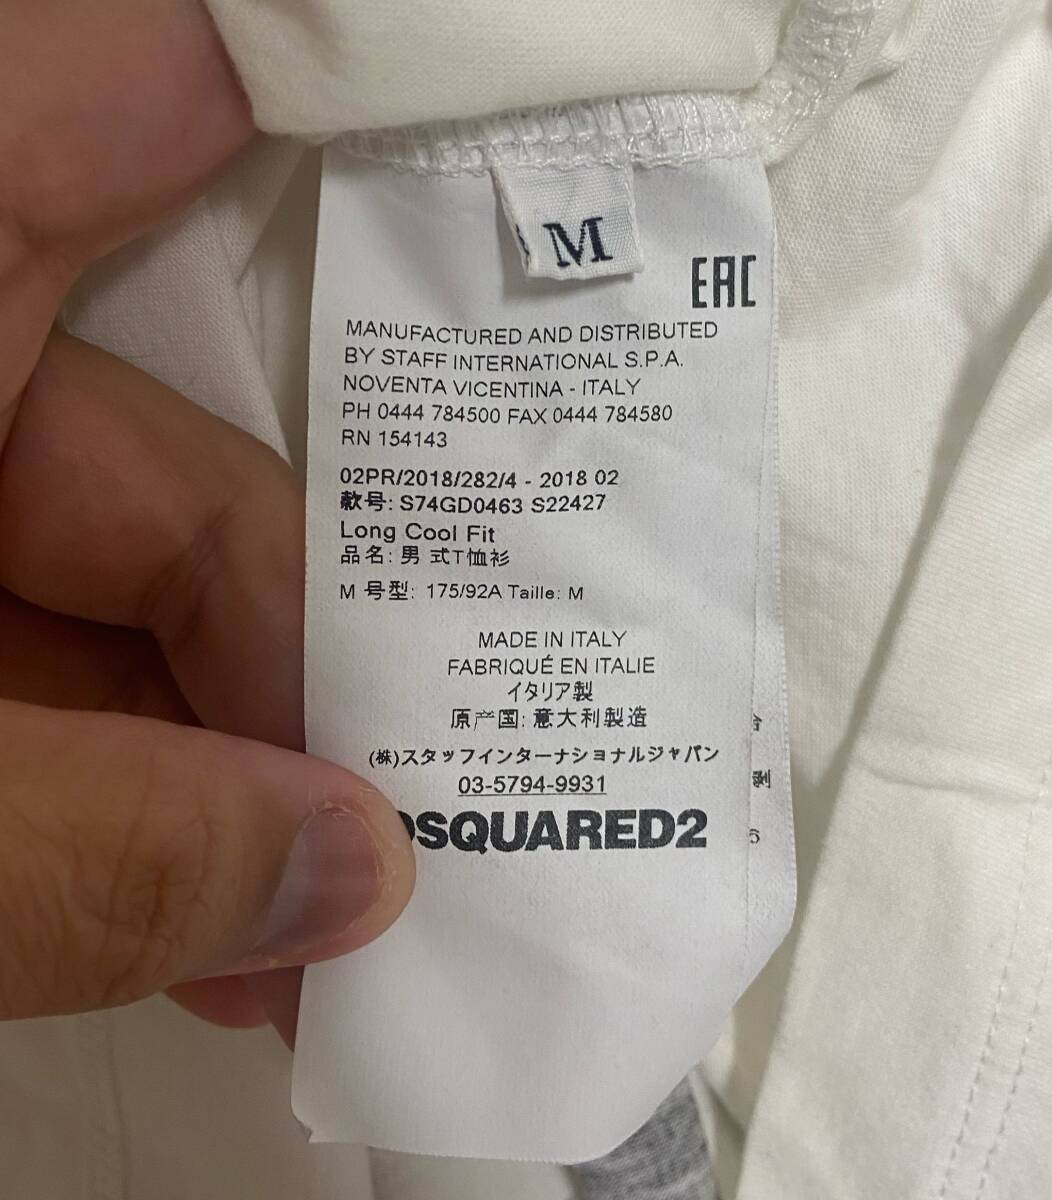 M
EAC
MANUFACTURED AND DISTRIBUTED
BY STAFF INTERNATIONAL S.P.A.
NOVENTA VICENTINA - ITALY
PH 0444 784500 FAX 0444 784580
RN 154143
02PR/2018/282/4 - 2018 02
款号: S74GD0463 S22427
Long Cool Fit
品名: 男 式T恤衫
M 号型: 175/92A Taille: M
MADE IN ITALY
FABRIQUÉ EN ITALIE
イタリア製
原产国: 意大利製造
(株)スタッフインターナショナルジャパン
03-5794-9931
DSQUARED2